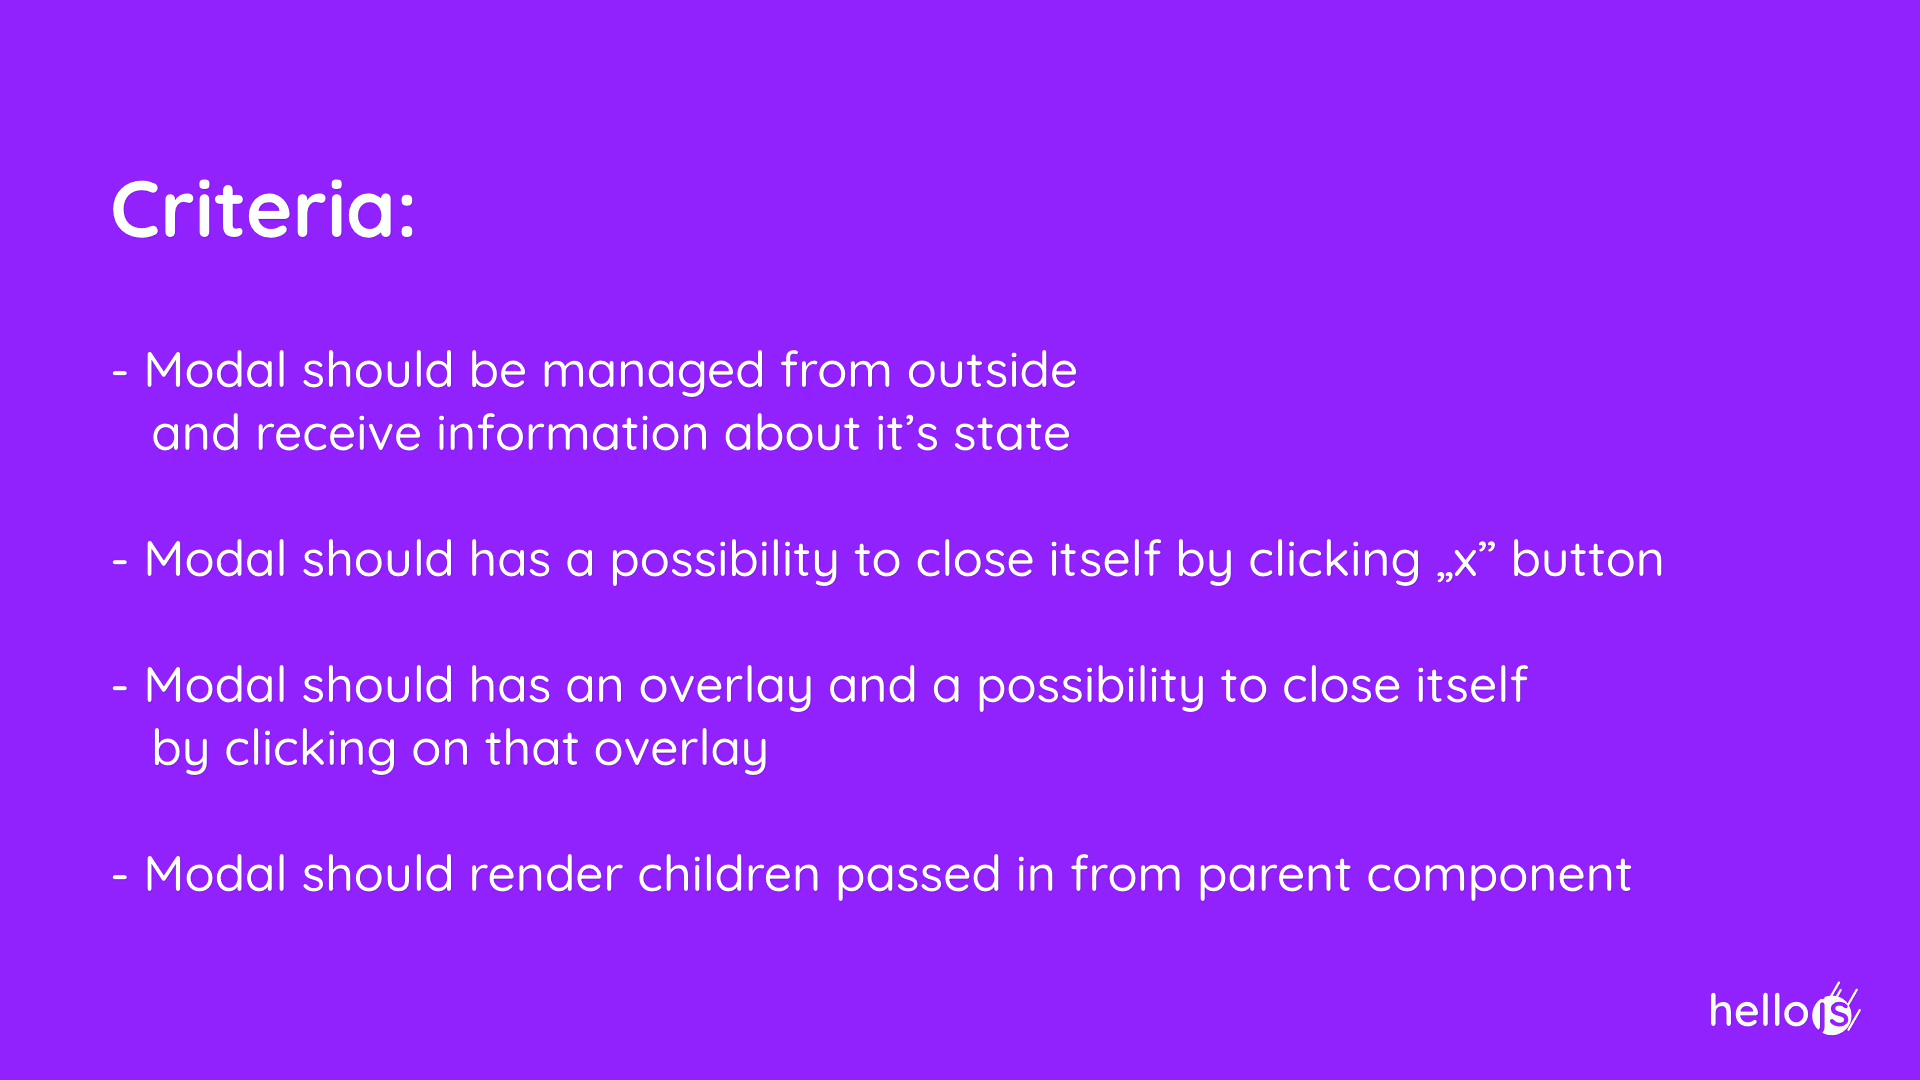 Criteria:
- Modal should be managed from outside
and receive information about it’s state
- Modal should has a possibility to close itself by clicking „x” button
- Modal should has an overlay and a possibility to close itself
by clicking on that overlay
- Modal should render children passed in from parent component
hello js